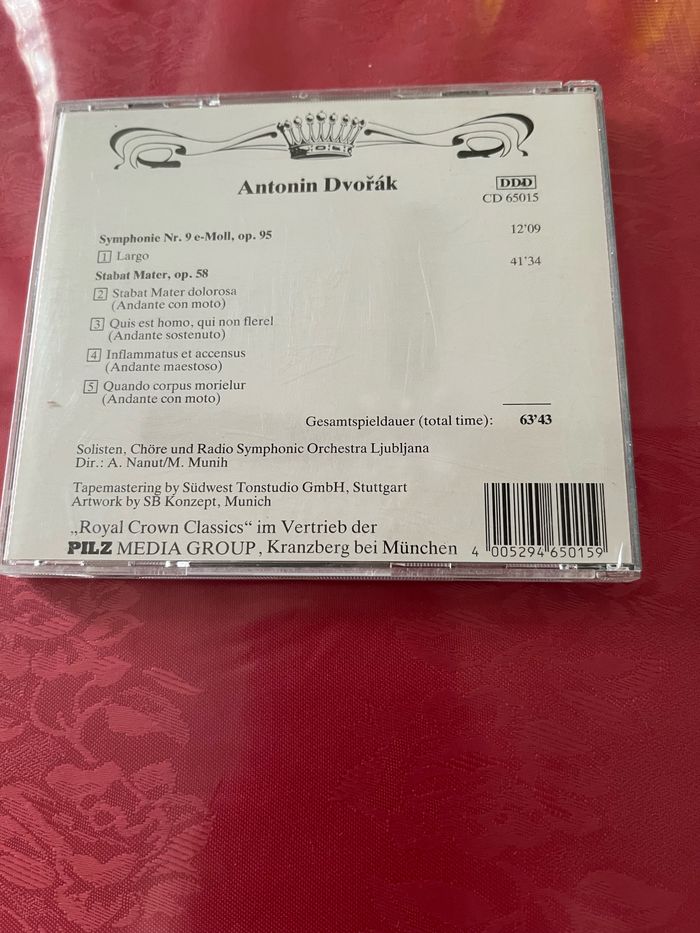 Antonin Dvořák
DDD
CD 65015
Symphonie Nr. 9 e-Moll, op. 95 12'09
1 Largo
Stabat Mater, op. 58 41'34
2 Stabat Mater dolorosa
(Andante con moto)
3 Quis est homo, qui non flerel
(Andante sostenuto)
4 Inflammatus et accensus
(Andante maestoso)
5 Quando corpus morielur
(Andante con moto)
Gesamtspieldauer (total time): 63'43
Solisten, Chöre und Radio Symphonic Orchestra Ljubljana
Dir.: A. Nanut/M. Munih
Tapemastering by Südwest Tonstudio GmbH, Stuttgart
Artwork by SB Konzept, Munich
„Royal Crown Classics“ im Vertrieb der
PILZ MEDIA GROUP, Kranzberg bei München
4 005294 650159